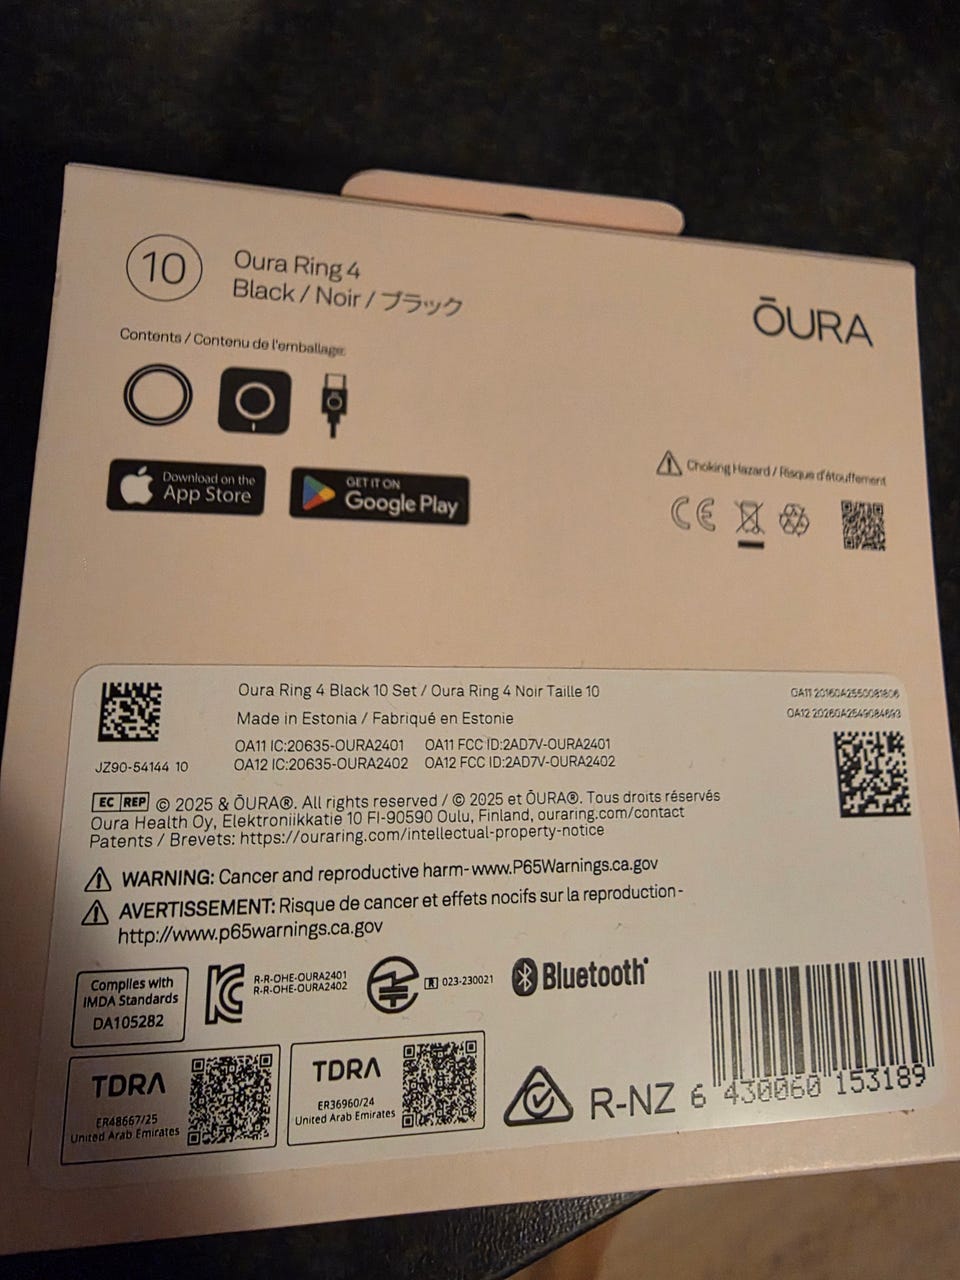 10
Oura Ring 4
Black / Noir / ブラック
ŌURA
Contents / Contenu de l'emballage:
Download on the
App Store
GET IT ON
Google Play
Choking Hazard / Risque d'étouffement
CE
Oura Ring 4 Black 10 Set / Oura Ring 4 Noir Taille 10
Made in Estonia / Fabriqué en Estonie
OA11 IC:20635-OURA2401 OA11 FCC ID:2AD7V-OURA2401
OA12 IC:20635-OURA2402 OA12 FCC ID:2AD7V-OURA2402
OA11 20160A2550081806
OA12 20260A2549084693
JZ90-54144 10
EC REP © 2025 & ŌURA®. All rights reserved / © 2025 et ŌURA®. Tous droits réservés
Oura Health Oy, Elektroniikkatie 10 FI-90590 Oulu, Finland, ouraring.com/contact
Patents / Brevets: https://ouraring.com/intellectual-property-notice
WARNING: Cancer and reproductive harm-www.P65Warnings.ca.gov
AVERTISSEMENT: Risque de cancer et effets nocifs sur la reproduction-
http://www.p65warnings.ca.gov
Complies with
IMDA Standards
DA105282
R-R-OHE-OURA2401
R-R-OHE-OURA2402
R 023-230021
Bluetooth®
TDRA
ER48667/25
United Arab Emirates
TDRA
ER36960/24
United Arab Emirates
R-NZ
6 430060 153189